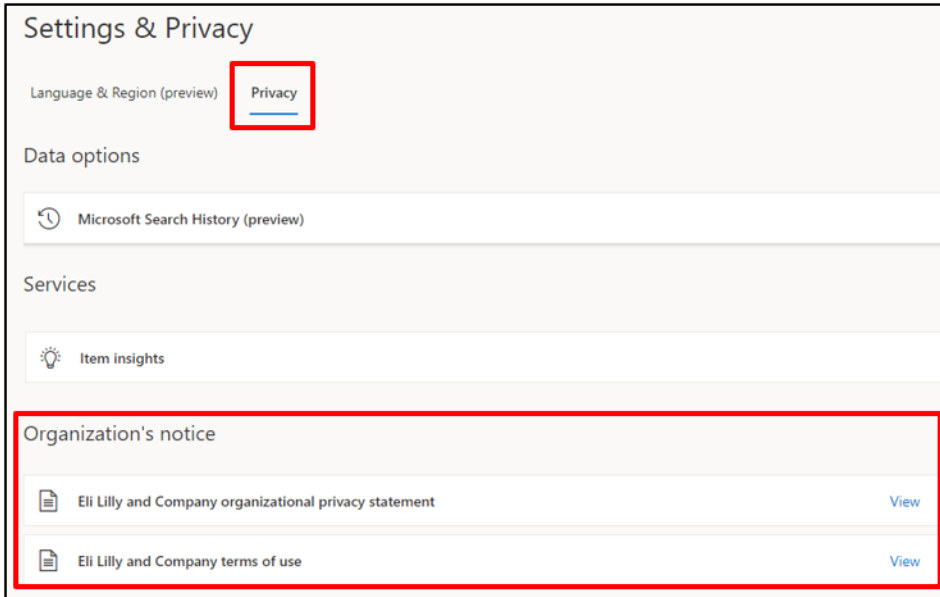 Settings & Privacy
Language & Region (preview) Privacy
Data options
Microsoft Search History (preview)
Services
Item insights
Organization's notice
Eli Lilly and Company organizational privacy statement View
Eli Lilly and Company terms of use View